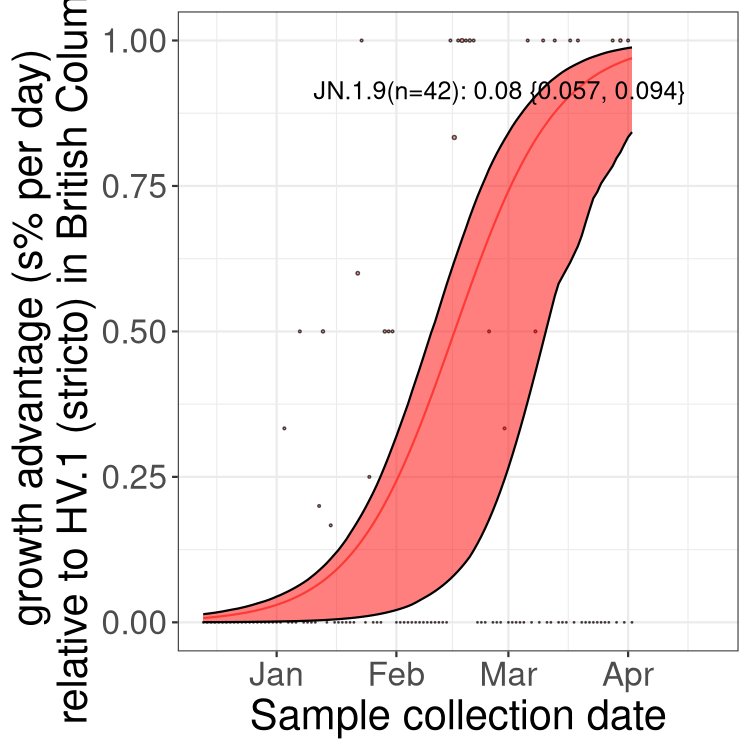 growth advantage (s% per day)
relative to HV.1 (stricto) in British Colum
1.00
0.75
0.50
0.25
0.00
JN.1.9(n=42): 0.08 {0.057, 0.094}
Jan Feb Mar Apr
Sample collection date